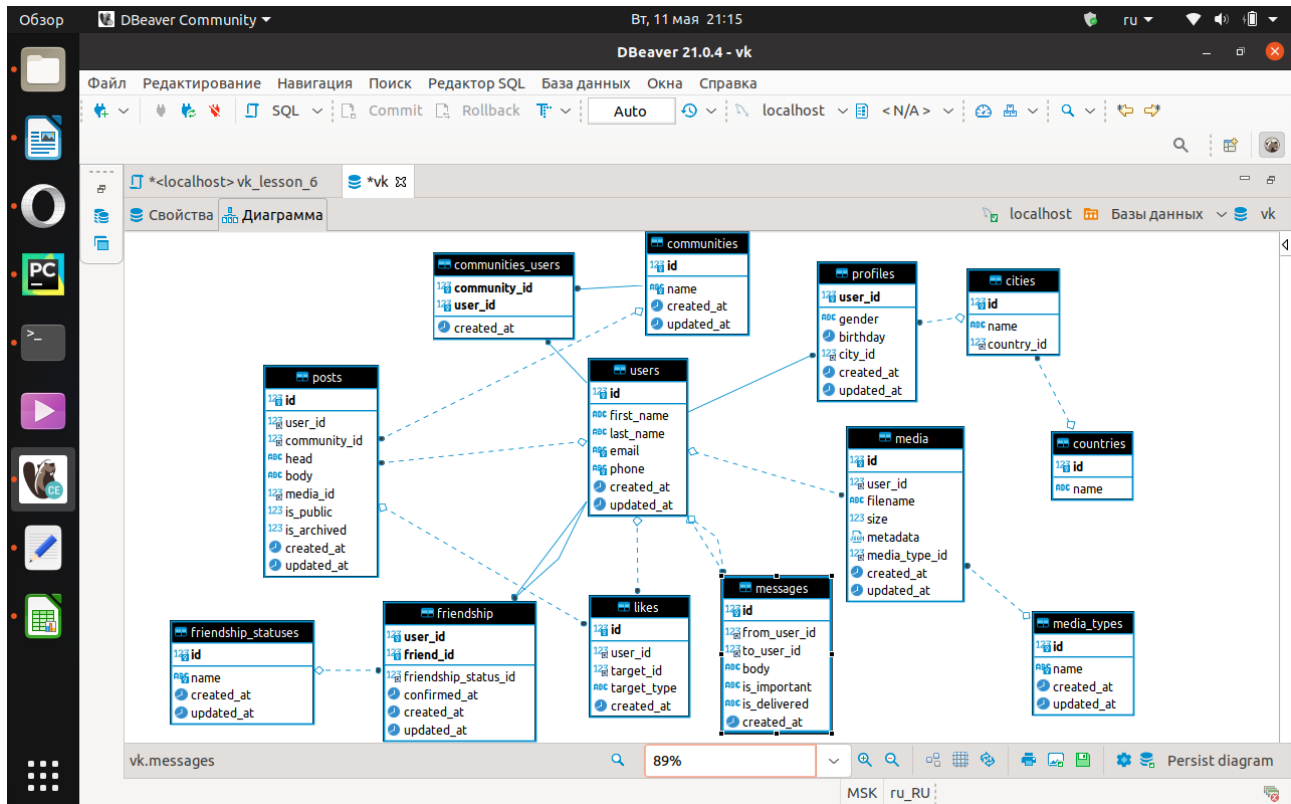 Обзор DBeaver Community Вт, 11 мая 21:15 ru
DBeaver 21.0.4 - vk
Файл Редактирование Навигация Поиск Редактор SQL База данных Окна Справка
SQL Commit Rollback Auto localhost < N/A >
*<localhost> vk_lesson_6 *vk
Свойства Диаграмма localhost Базы данных vk
communities
id
name
created_at
updated_at
communities_users
community_id
user_id
created_at
profiles
user_id
gender
birthday
city_id
created_at
updated_at
cities
id
name
country_id
posts
id
user_id
community_id
head
body
media_id
is_public
is_archived
created_at
updated_at
users
id
first_name
last_name
email
phone
created_at
updated_at
media
id
user_id
filename
size
metadata
media_type_id
created_at
updated_at
countries
id
name
friendship_statuses
id
name
created_at
updated_at
friendship
user_id
friend_id
friendship_status_id
confirmed_at
created_at
updated_at
likes
id
user_id
target_id
target_type
created_at
messages
id
from_user_id
to_user_id
body
is_important
is_delivered
created_at
media_types
id
name
created_at
updated_at
vk.messages 89% Persist diagram
MSK ru_RU